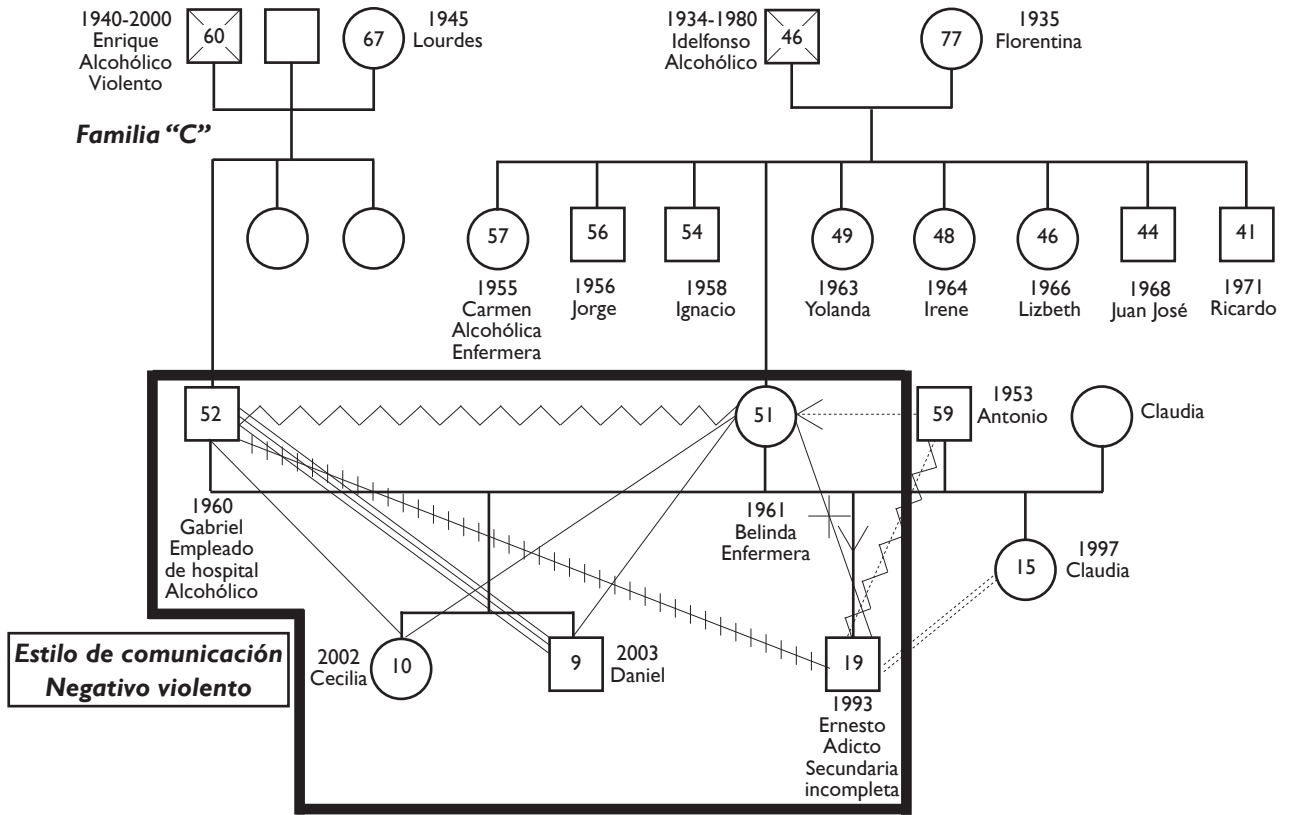 1940-2000
Enrique
Alcohólico
Violento
60
67
1945
Lourdes
1934-1980
Idelfonso
Alcohólico
46
77
1935
Florentina
Familia “C”
57
56
54
49
48
46
44
41
1955
Carmen
Alcohólica
Enfermera
1956
Jorge
1958
Ignacio
1963
Yolanda
1964
Irene
1966
Lizbeth
1968
Juan José
1971
Ricardo
52
51
59
1953
Antonio
Claudia
1960
Gabriel
Empleado
de hospital
Alcohólico
1961
Belinda
Enfermera
15
1997
Claudia
Estilo de comunicación
Negativo violento
2002
Cecilia
10
9
2003
Daniel
19
1993
Ernesto
Adicto
Secundaria
incompleta